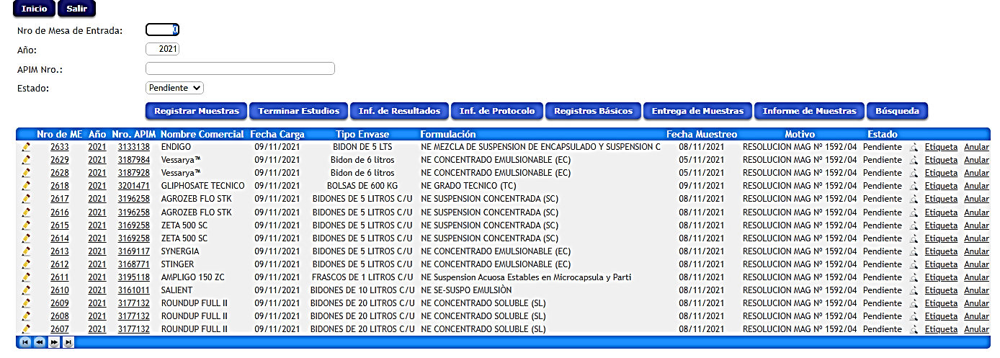 Inicio Salir
Nro de Mesa de Entrada: 0
Año: 2021
APIM Nro.:
Estado: Pendiente
Registrar Muestras Terminar Estudios Inf. de Resultados Inf. de Protocolo Registros Básicos Entrega de Muestras Informe de Muestras Búsqueda
Nro de ME Año Nro. APIM Nombre Comercial Fecha Carga Tipo Envase Formulación Fecha Muestreo Motivo Estado
2633 2021 3133138 ENDIGO 09/11/2021 BIDON DE 5 LTS NE MEZCLA DE SUSPENSION DE ENCAPSULADO Y SUSPENSION C 08/11/2021 RESOLUCION MAG Nº 1592/04 Pendiente Etiqueta Anular
2629 2021 3187984 Vessarya™ 09/11/2021 Bidon de 6 litros NE CONCENTRADO EMULSIONABLE (EC) 05/11/2021 RESOLUCION MAG Nº 1592/04 Pendiente Etiqueta Anular
2628 2021 3187928 Vessarya™ 09/11/2021 Bidon de 6 litros NE CONCENTRADO EMULSIONABLE (EC) 05/11/2021 RESOLUCION MAG Nº 1592/04 Pendiente Etiqueta Anular
2618 2021 3201471 GLIPHOSATE TECNICO 09/11/2021 BOLSAS DE 600 KG NE GRADO TECNICO (TC) 09/11/2021 RESOLUCION MAG Nº 1592/04 Pendiente Etiqueta Anular
2617 2021 3196258 AGROZEB FLO STK 09/11/2021 BIDONES DE 5 LITROS C/U NE SUSPENSION CONCENTRADA (SC) 08/11/2021 RESOLUCION MAG Nº 1592/04 Pendiente Etiqueta Anular
2616 2021 3196258 AGROZEB FLO STK 09/11/2021 BIDONES DE 5 LITROS C/U NE SUSPENSION CONCENTRADA (SC) 08/11/2021 RESOLUCION MAG Nº 1592/04 Pendiente Etiqueta Anular
2615 2021 3169258 ZETA 500 SC 09/11/2021 BIDONES DE 5 LITROS C/U NE SUSPENSION CONCENTRADA (SC) 08/11/2021 RESOLUCION MAG Nº 1592/04 Pendiente Etiqueta Anular
2614 2021 3169258 ZETA 500 SC 09/11/2021 BIDONES DE 5 LITROS C/U NE SUSPENSION CONCENTRADA (SC) 08/11/2021 RESOLUCION MAG Nº 1592/04 Pendiente Etiqueta Anular
2613 2021 3169117 SYNERGIA 09/11/2021 BIDONES DE 5 LITROS C/U NE CONCENTRADO EMULSIONABLE (EC) 08/11/2021 RESOLUCION MAG Nº 1592/04 Pendiente Etiqueta Anular
2612 2021 3168771 STINGER 09/11/2021 BIDONES DE 5 LITROS C/U NE CONCENTRADO EMULSIONABLE (EC) 08/11/2021 RESOLUCION MAG Nº 1592/04 Pendiente Etiqueta Anular
2611 2021 3195118 AMPLIGO 150 ZC 09/11/2021 FRASCOS DE 1 LITROS C/U NE Suspension Acuosa Estables en Microcapsula y Parti 08/11/2021 RESOLUCION MAG Nº 1592/04 Pendiente Etiqueta Anular
2610 2021 3161011 SALIENT 09/11/2021 BIDONES DE 10 LITROS C/U NE SE-SUSPO EMULSIÒN 08/11/2021 RESOLUCION MAG Nº 1592/04 Pendiente Etiqueta Anular
2609 2021 3177132 ROUNDUP FULL II 09/11/2021 BIDONES DE 20 LITROS C/U NE CONCENTRADO SOLUBLE (SL) 08/11/2021 RESOLUCION MAG Nº 1592/04 Pendiente Etiqueta Anular
2608 2021 3177132 ROUNDUP FULL II 09/11/2021 BIDONES DE 20 LITROS C/U NE CONCENTRADO SOLUBLE (SL) 08/11/2021 RESOLUCION MAG Nº 1592/04 Pendiente Etiqueta Anular
2607 2021 3177132 ROUNDUP FULL II 09/11/2021 BIDONES DE 20 LITROS C/U NE CONCENTRADO SOLUBLE (SL) 08/11/2021 RESOLUCION MAG Nº 1592/04 Pendiente Etiqueta Anular